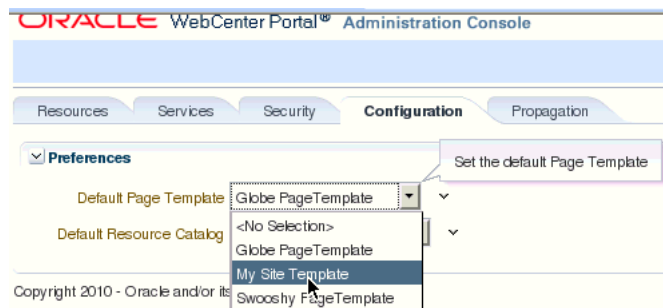 ORACLE WebCenter Portal® Administration Console
Resources Services Security Configuration Propagation
Preferences
Set the default Page Template
Default Page Template Globe PageTemplate
Default Resource Catalog
<No Selection>
Globe PageTemplate
My Site Template
Swooshy PageTemplate
Copyright 2010 - Oracle and/or its